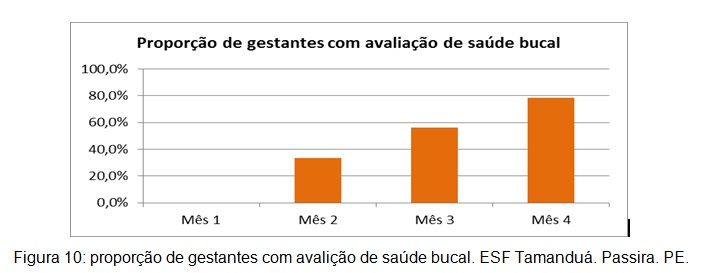 Proporção de gestantes com avaliação de saúde bucal
100,0%
80,0%
60,0%
40,0%
20,0%
0,0%
Mês 1 Mês 2 Mês 3 Mês 4
Figura 10: proporção de gestantes com avalição de saúde bucal. ESF Tamanduá. Passira. PE.